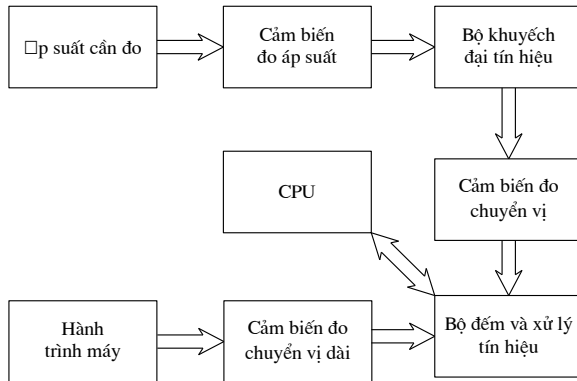 □p suất cần đo
Cảm biến
đo áp suất
Bộ khuyếch
đại tín hiệu
CPU
Cảm biến đo
chuyển vị
Hành
trình máy
Cảm biến đo
chuyển vị dài
Bộ đếm và xử lý
tín hiệu